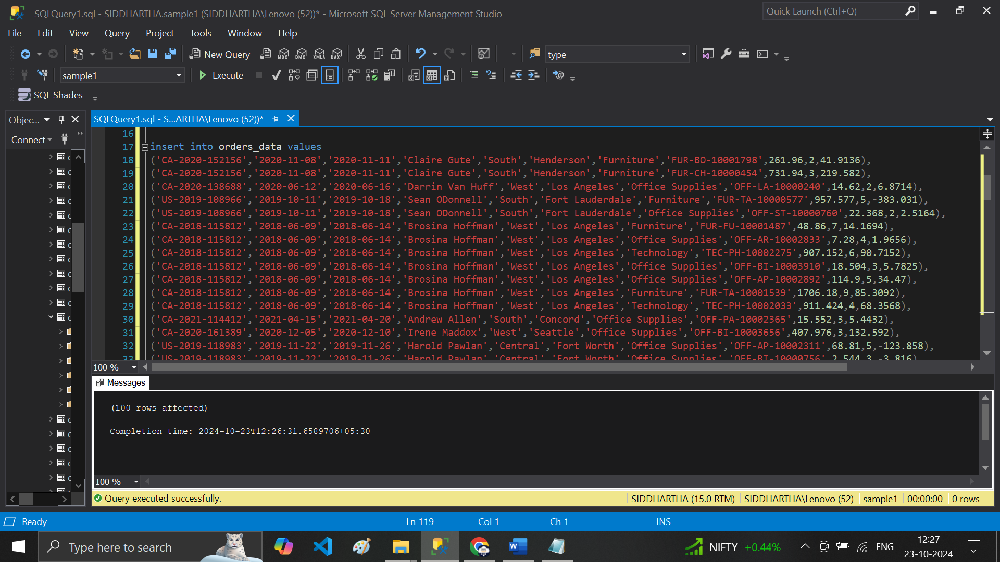 SQLQuery1.sql - SIDDHARTHA.sample1 (SIDDHARTHA\Lenovo (52))* - Microsoft SQL Server Management Studio
Quick Launch (Ctrl+Q)
File Edit View Query Project Tools Window Help
New Query MDX DMX XMLA DAX type
sample1 Execute
SQL Shades
Objec...
SQLQuery1.sql - S...ARTHA\Lenovo (52))*
Connect
16
17 insert into orders_data values
18 ('CA-2020-152156','2020-11-08','2020-11-11','Claire Gute','South','Henderson','Furniture','FUR-BO-10001798',261.96,2,41.9136),
19 ('CA-2020-152156','2020-11-08','2020-11-11','Claire Gute','South','Henderson','Furniture','FUR-CH-10000454',731.94,3,219.582),
20 ('CA-2020-138688','2020-06-12','2020-06-16','Darrin Van Huff','West','Los Angeles','Office Supplies','OFF-LA-10000240',14.62,2,6.8714),
21 ('US-2019-108966','2019-10-11','2019-10-18','Sean ODonnell','South','Fort Lauderdale','Furniture','FUR-TA-10000577',957.577,5,-383.031),
22 ('US-2019-108966','2019-10-11','2019-10-18','Sean ODonnell','South','Fort Lauderdale','Office Supplies','OFF-ST-10000760',22.368,2,2.5164),
23 ('CA-2018-115812','2018-06-09','2018-06-14','Brosina Hoffman','West','Los Angeles','Furniture','FUR-FU-10001487',48.86,7,14.1694),
24 ('CA-2018-115812','2018-06-09','2018-06-14','Brosina Hoffman','West','Los Angeles','Office Supplies','OFF-AR-10002833',7.28,4,1.9656),
25 ('CA-2018-115812','2018-06-09','2018-06-14','Brosina Hoffman','West','Los Angeles','Technology','TEC-PH-10002275',907.152,6,90.7152),
26 ('CA-2018-115812','2018-06-09','2018-06-14','Brosina Hoffman','West','Los Angeles','Office Supplies','OFF-BI-10003910',18.504,3,5.7825),
27 ('CA-2018-115812','2018-06-09','2018-06-14','Brosina Hoffman','West','Los Angeles','Office Supplies','OFF-AP-10002892',114.9,5,34.47),
28 ('CA-2018-115812','2018-06-09','2018-06-14','Brosina Hoffman','West','Los Angeles','Furniture','FUR-TA-10001539',1706.18,9,85.3092),
29 ('CA-2018-115812','2018-06-09','2018-06-14','Brosina Hoffman','West','Los Angeles','Technology','TEC-PH-10002033',911.424,4,68.3568),
30 ('CA-2021-114412','2021-04-15','2021-04-20','Andrew Allen','South','Concord','Office Supplies','OFF-PA-10002365',15.552,3,5.4432),
31 ('CA-2020-161389','2020-12-05','2020-12-10','Irene Maddox','West','Seattle','Office Supplies','OFF-BI-10003656',407.976,3,132.592),
32 ('US-2019-118983','2019-11-22','2019-11-26','Harold Pawlan','Central','Fort Worth','Office Supplies','OFF-AP-10002311',68.81,5,-123.858),
33 ('US-2019-118983','2019-11-22','2019-11-26','Harold Pawlan','Central','Fort Worth','Office Supplies','OFF-BI-10000756',2.544,3,-3.816)
100 %
Messages
(100 rows affected)
Completion time: 2024-10-23T12:26:31.6589706+05:30
100 %
Query executed successfully. SIDDHARTHA (15.0 RTM) SIDDHARTHA\Lenovo (52) sample1 00:00:00 0 rows
Ready Ln 119 Col 1 Ch 1 INS
Type here to search
NIFTY +0.44% ENG 12:27
23-10-2024